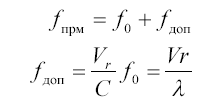 f_прм = f_0 + f_доп
f_доп = V_r / C f_0 = Vr / λ